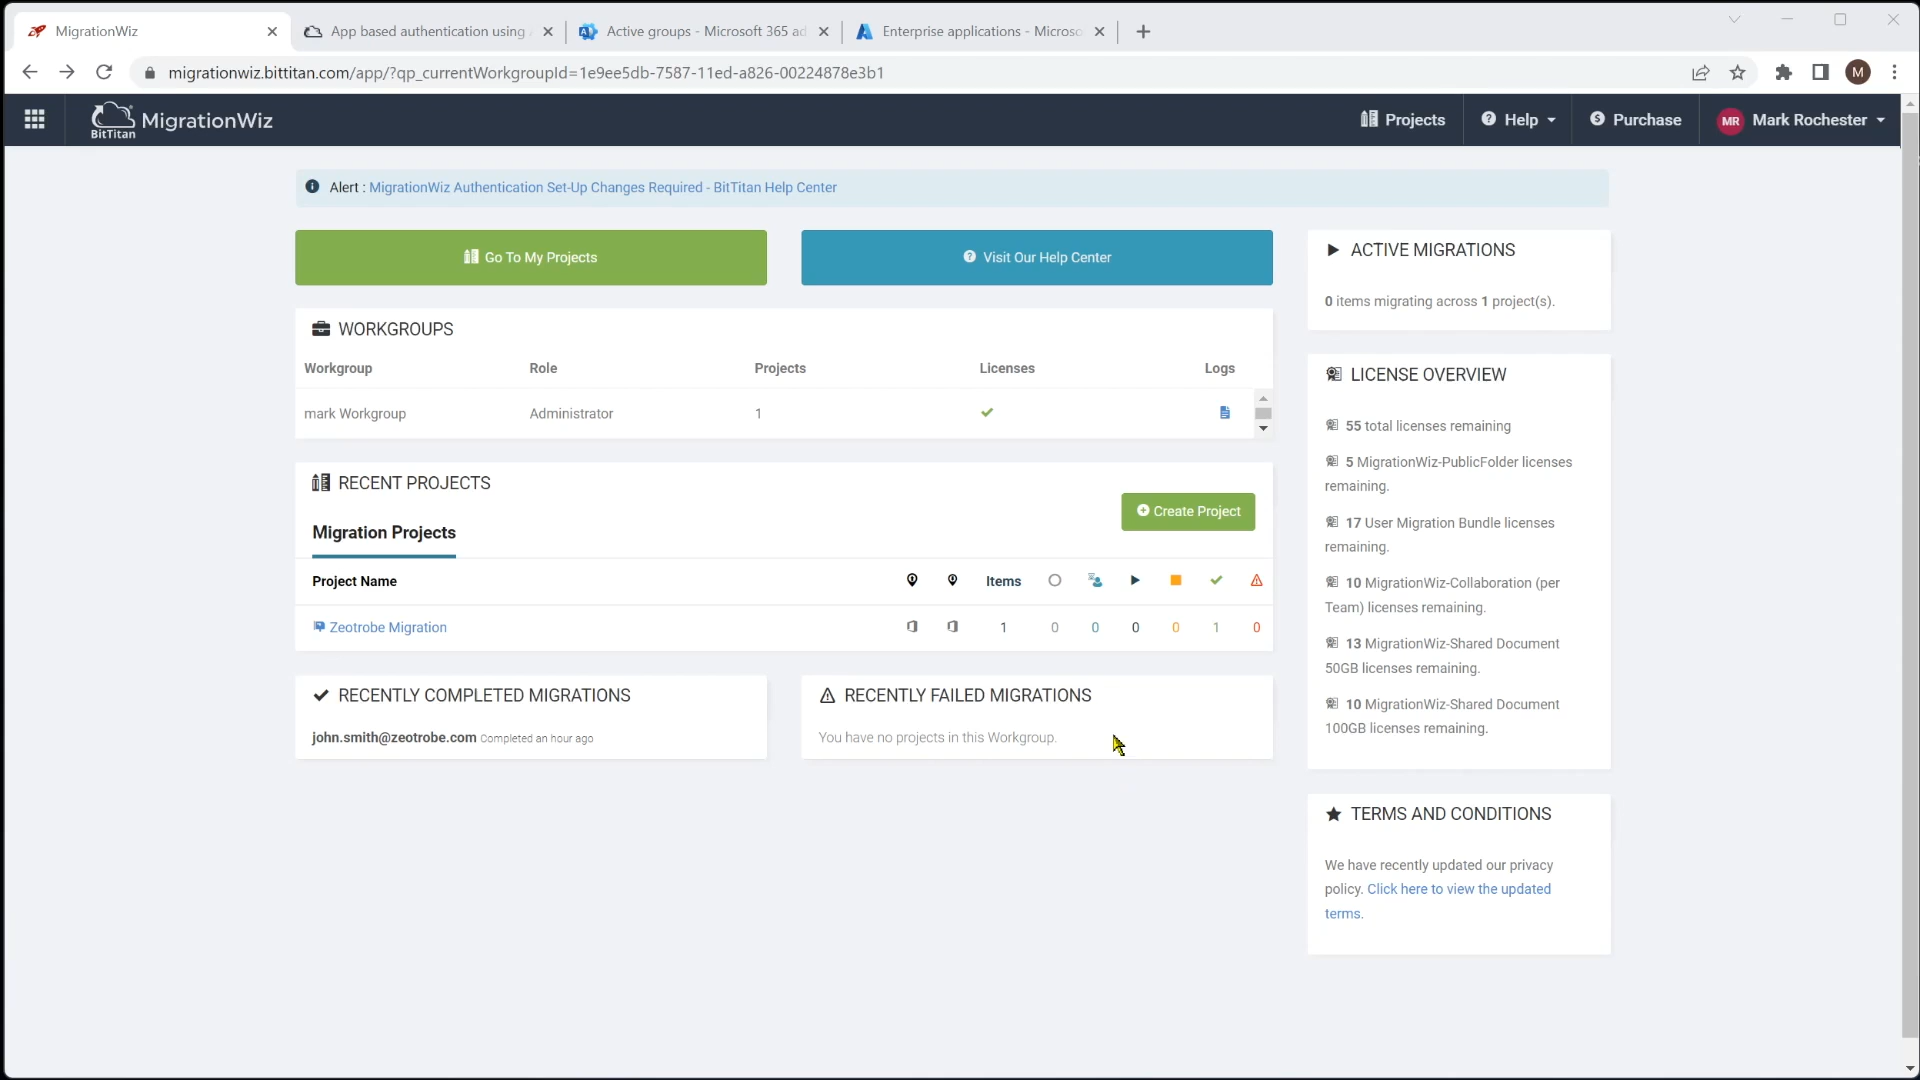 MigrationWiz
App based authentication using
Active groups - Microsoft 365 ad
Enterprise applications - Micros
migrationwiz.bittitan.com/app/?qp_currentWorkgroupId=1e9ee5db-7587-11ed-a826-00224878e3b1
M
BitTitan MigrationWiz
Projects
Help
Purchase
MR Mark Rochester
Alert : MigrationWiz Authentication Set-Up Changes Required - BitTitan Help Center
Go To My Projects
Visit Our Help Center
WORKGROUPS
Workgroup Role Projects Licenses Logs
mark Workgroup Administrator 1
RECENT PROJECTS
Create Project
Migration Projects
Project Name Items
Zeotrobe Migration 1 0 0 0 0 1 0
RECENTLY COMPLETED MIGRATIONS
john.smith@zeotrobe.com Completed an hour ago
RECENTLY FAILED MIGRATIONS
You have no projects in this Workgroup.
ACTIVE MIGRATIONS
0 items migrating across 1 project(s).
LICENSE OVERVIEW
55 total licenses remaining
5 MigrationWiz-PublicFolder licenses
remaining.
17 User Migration Bundle licenses
remaining.
10 MigrationWiz-Collaboration (per
Team) licenses remaining.
13 MigrationWiz-Shared Document
50GB licenses remaining.
10 MigrationWiz-Shared Document
100GB licenses remaining.
TERMS AND CONDITIONS
We have recently updated our privacy
policy. Click here to view the updated
terms.